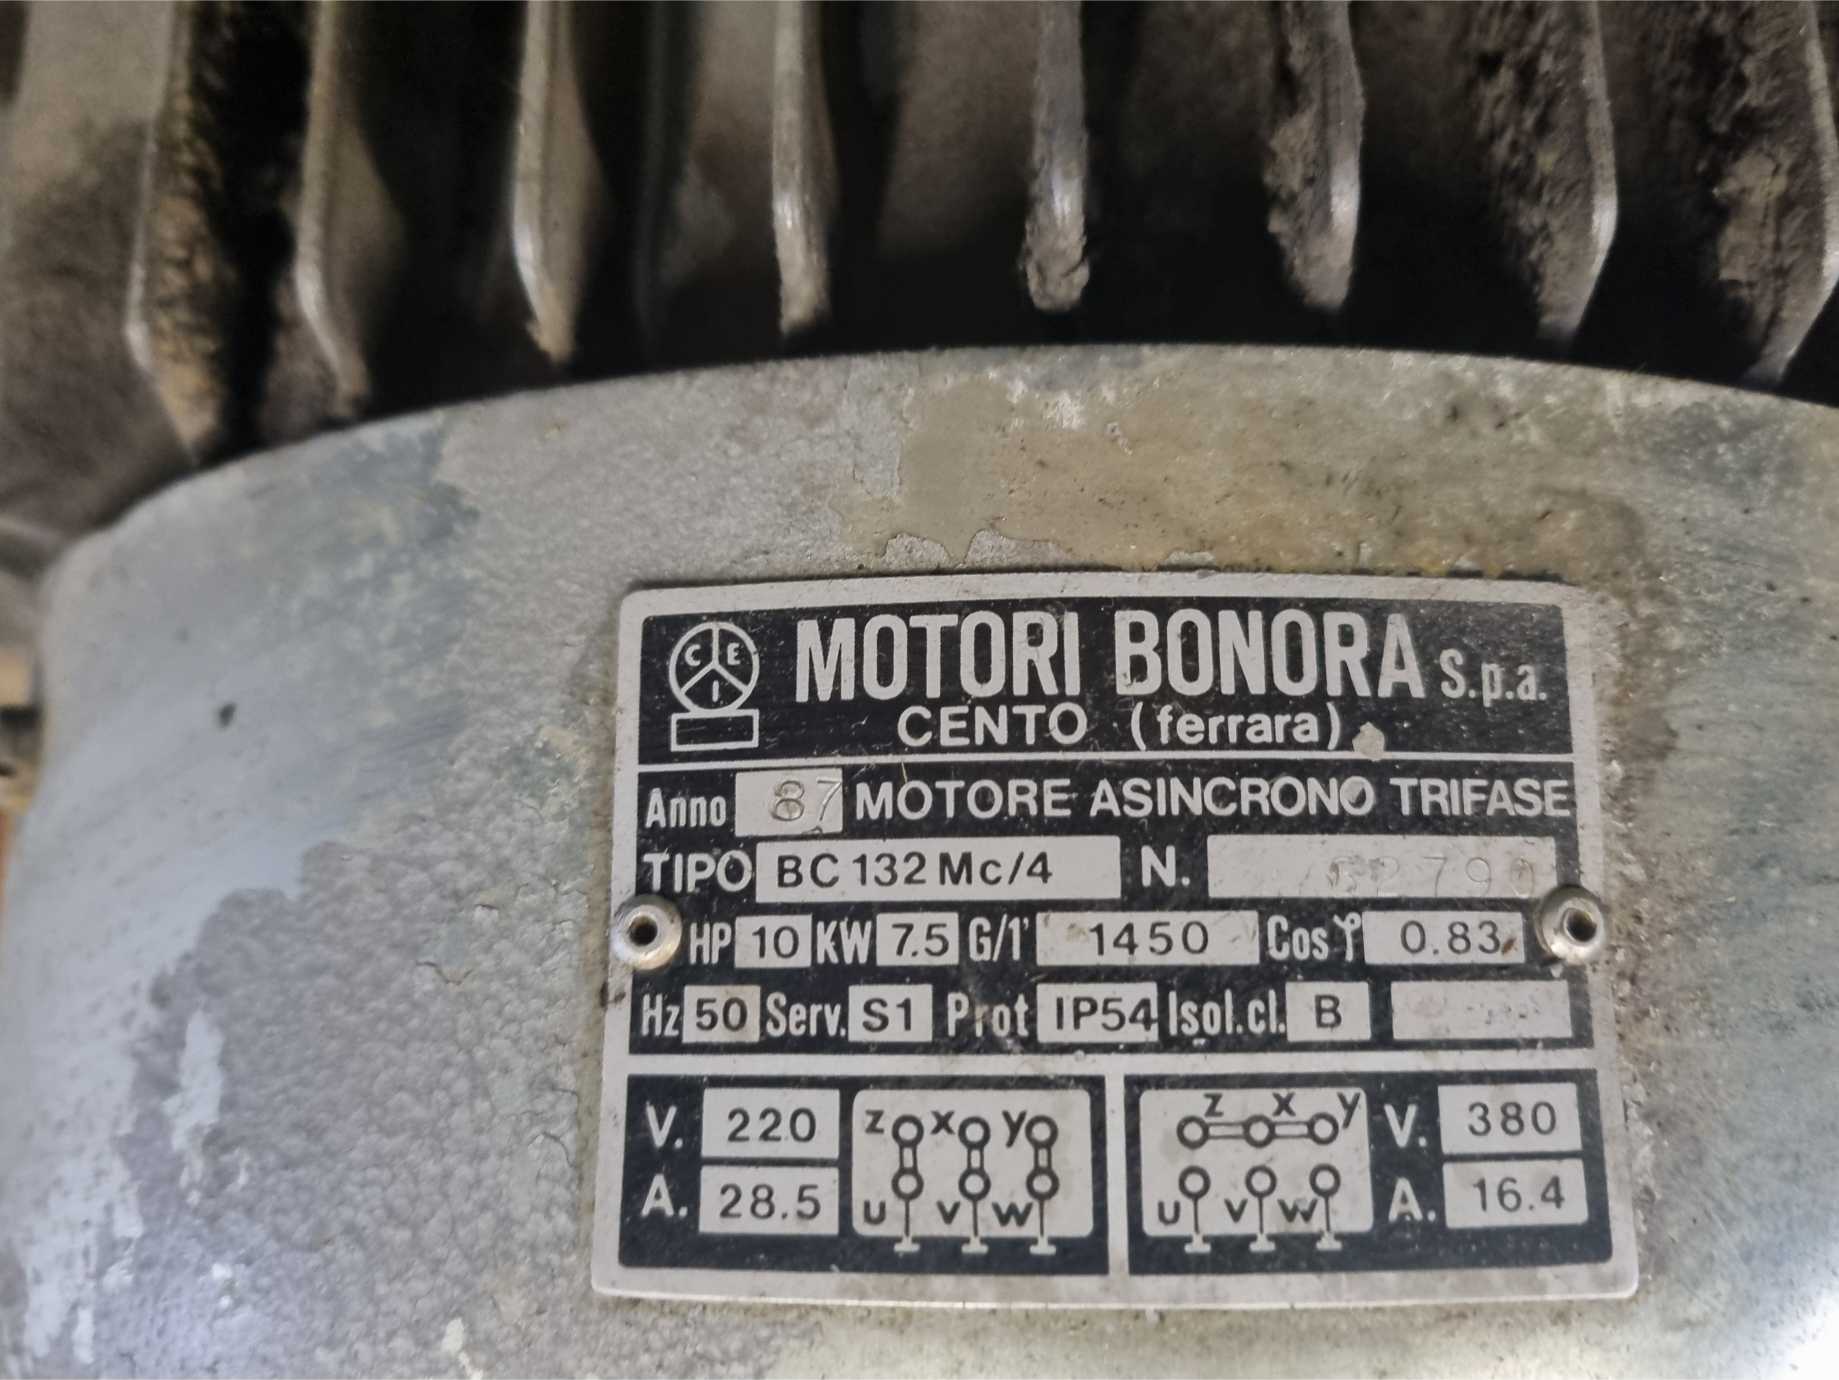 C E I
MOTORI BONORA S.p.a.
CENTO (ferrara)
Anno 87 MOTORE ASINCRONO TRIFASE
TIPO BC 132 Mc/4 N.
HP 10 KW 7.5 G/1' 1450 Cos φ 0.83
Hz 50 Serv. S1 Prot IP54 Isol.cl. B
V. 220 z x y z x y V. 380
A. 28.5 u v w u v w A. 16.4